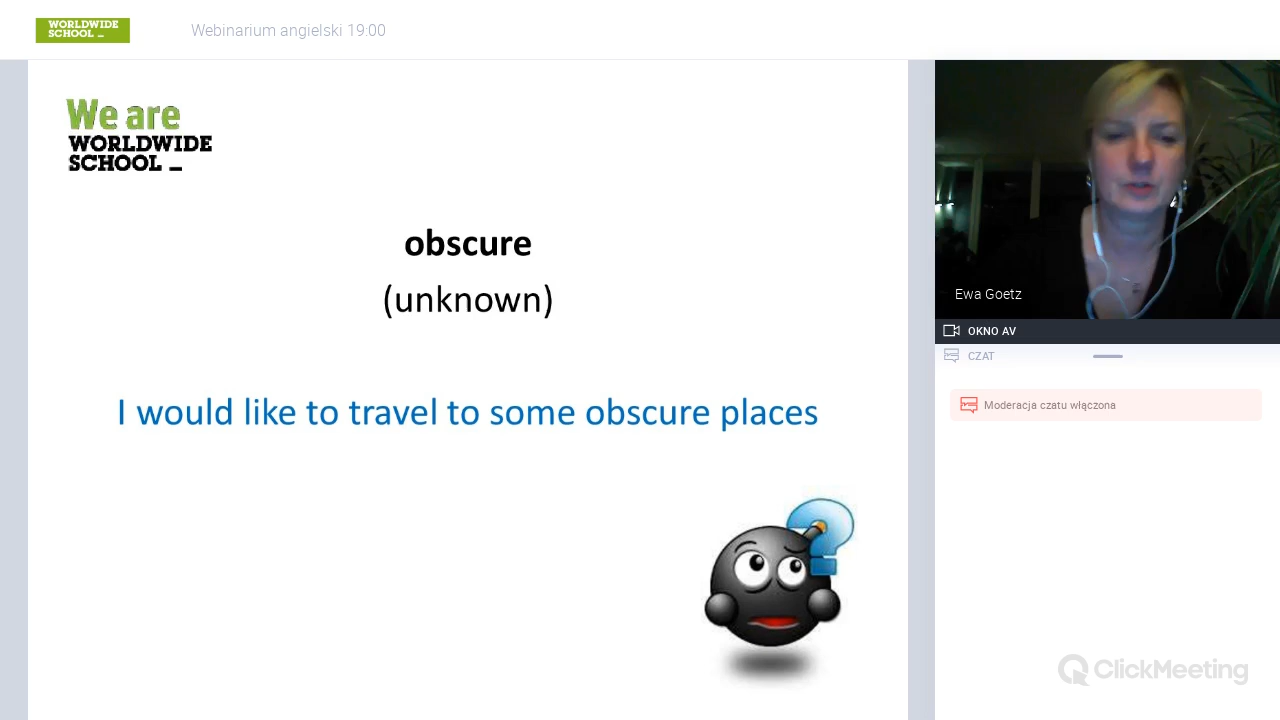 WORLDWIDE
SCHOOL _
Webinarium angielski 19:00
We are
WORLDWIDE
SCHOOL _
obscure
(unknown)
I would like to travel to some obscure places
?
Ewa Goetz
OKNO AV
CZAT
Moderacja czatu włączona
ClickMeeting